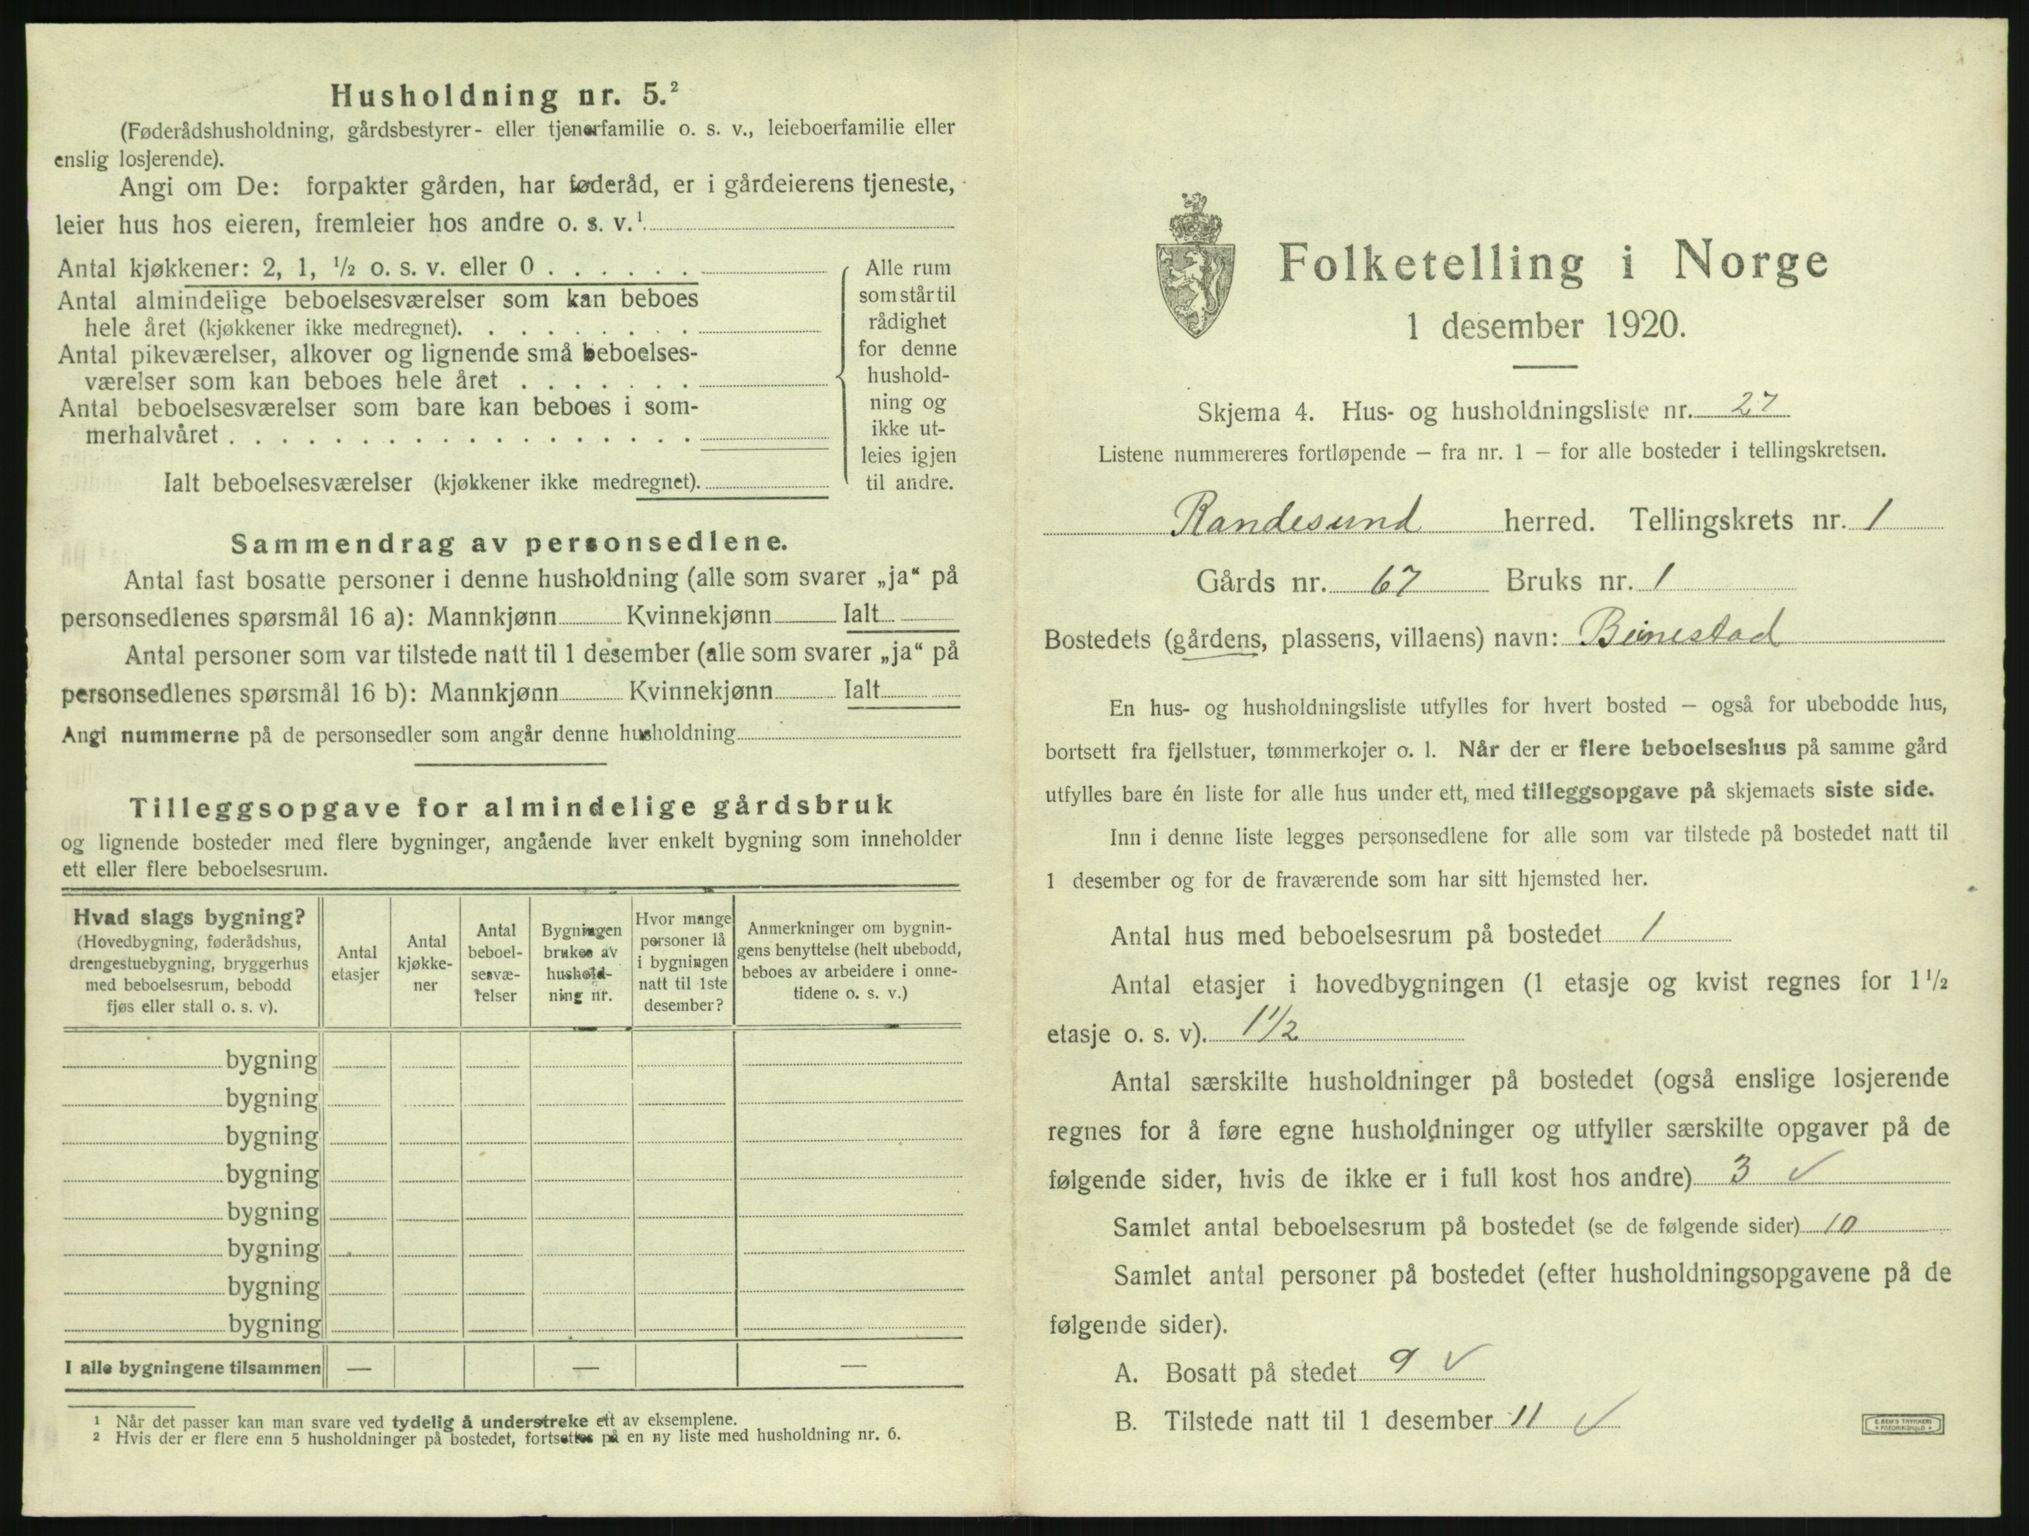 Husholdning nr. 5.²
(Føderådshusholdning, gårdsbestyrer- eller tjenerfamilie o. s. v., leieboerfamilie eller
enslig losjerende).
Angi om De: forpakter gården, har føderåd, er i gårdeierens tjeneste,
leier hus hos eieren, fremleier hos andre o. s. v.¹
Antal kjøkkener: 2, 1, ½ o. s. v. eller 0 . . . . . .
Antal almindelige beboelsesværelser som kan beboes
hele året (kjøkkener ikke medregnet). . . . . . . . .
Antal pikeværelser, alkover og lignende små beboelses-
værelser som kan beboes hele året . . . . . . .
Antal beboelsesværelser som bare kan beboes i som-
merhalvåret . . . . . . . . . . . . . . . . . .
Ialt beboelsesværelser (kjøkkener ikke medregnet).
Alle rum
som står til
rådighet
for denne
hushold-
ning og
ikke ut-
leies igjen
til andre.
Sammendrag av personsedlene.
Antal fast bosatte personer i denne husholdning (alle som svarer „ja“ på
personsedlenes spørsmål 16 a): Mannkjønn Kvinnekjønn Ialt
Antal personer som var tilstede natt til 1 desember (alle som svarer „ja“ på
personsedlenes spørsmål 16 b): Mannkjønn Kvinnekjønn Ialt
Angi nummerne på de personsedler som angår denne husholdning
Tilleggsopgave for almindelige gårdsbruk
og lignende bosteder med flere bygninger, angående hver enkelt bygning som inneholder
ett eller flere beboelsesrum.
Hvad slags bygning?
(Hovedbygning, føderådshus,
drengestuebygning, bryggerhus
med beboelsesrum, bebodd
fjøs eller stall o. s. v).
Antal
etasjer
Antal
kjøkke-
ner
Antal
beboel-
sesvæ-
relser
Bygningen
brukes av
hushold-
ning nr.
Hvor mange
personer lå
i bygningen
natt til 1ste
desember?
Anmerkninger om bygnin-
gens benyttelse (helt ubebodd,
beboes av arbeidere i onne-
tidene o. s. v.)
bygning
bygning
bygning
bygning
bygning
bygning
bygning
bygning
I alle bygningene tilsammen — — —
¹ Når det passer kan man svare ved tydelig å understreke ett av eksemplene.
² Hvis der er flere enn 5 husholdninger på bostedet, fortsettes på en ny liste med husholdning nr. 6.
Folketelling i Norge
1 desember 1920.
Skjema 4. Hus- og husholdningsliste nr. 27
Listene nummereres fortløpende — fra nr. 1 — for alle bosteder i tellingskretsen.
Randesund herred. Tellingskrets nr. 1
Gårds nr. 67 Bruks nr. 1
Bostedets (gårdens, plassens, villaens) navn: Beinestad
En hus- og husholdningsliste utfylles for hvert bosted — også for ubebodde hus,
bortsett fra fjellstuer, tømmerkojer o. l. Når der er flere beboelseshus på samme gård
utfylles bare én liste for alle hus under ett, med tilleggsopgave på skjemaets siste side.
Inn i denne liste legges personsedlene for alle som var tilstede på bostedet natt til
1 desember og for de fraværende som har sitt hjemsted her.
Antal hus med beboelsesrum på bostedet 1
Antal etasjer i hovedbygningen (1 etasje og kvist regnes for 1½
etasje o. s. v). 1½
Antal særskilte husholdninger på bostedet (også enslige losjerende
regnes for å føre egne husholdninger og utfyller særskilte opgaver på de
følgende sider, hvis de ikke er i full kost hos andre) 3 ✓
Samlet antal beboelsesrum på bostedet (se de følgende sider) 10
Samlet antal personer på bostedet (efter husholdningsopgavene på de
følgende sider).
A. Bosatt på stedet 9 ✓
B. Tilstede natt til 1 desember 11 ✓